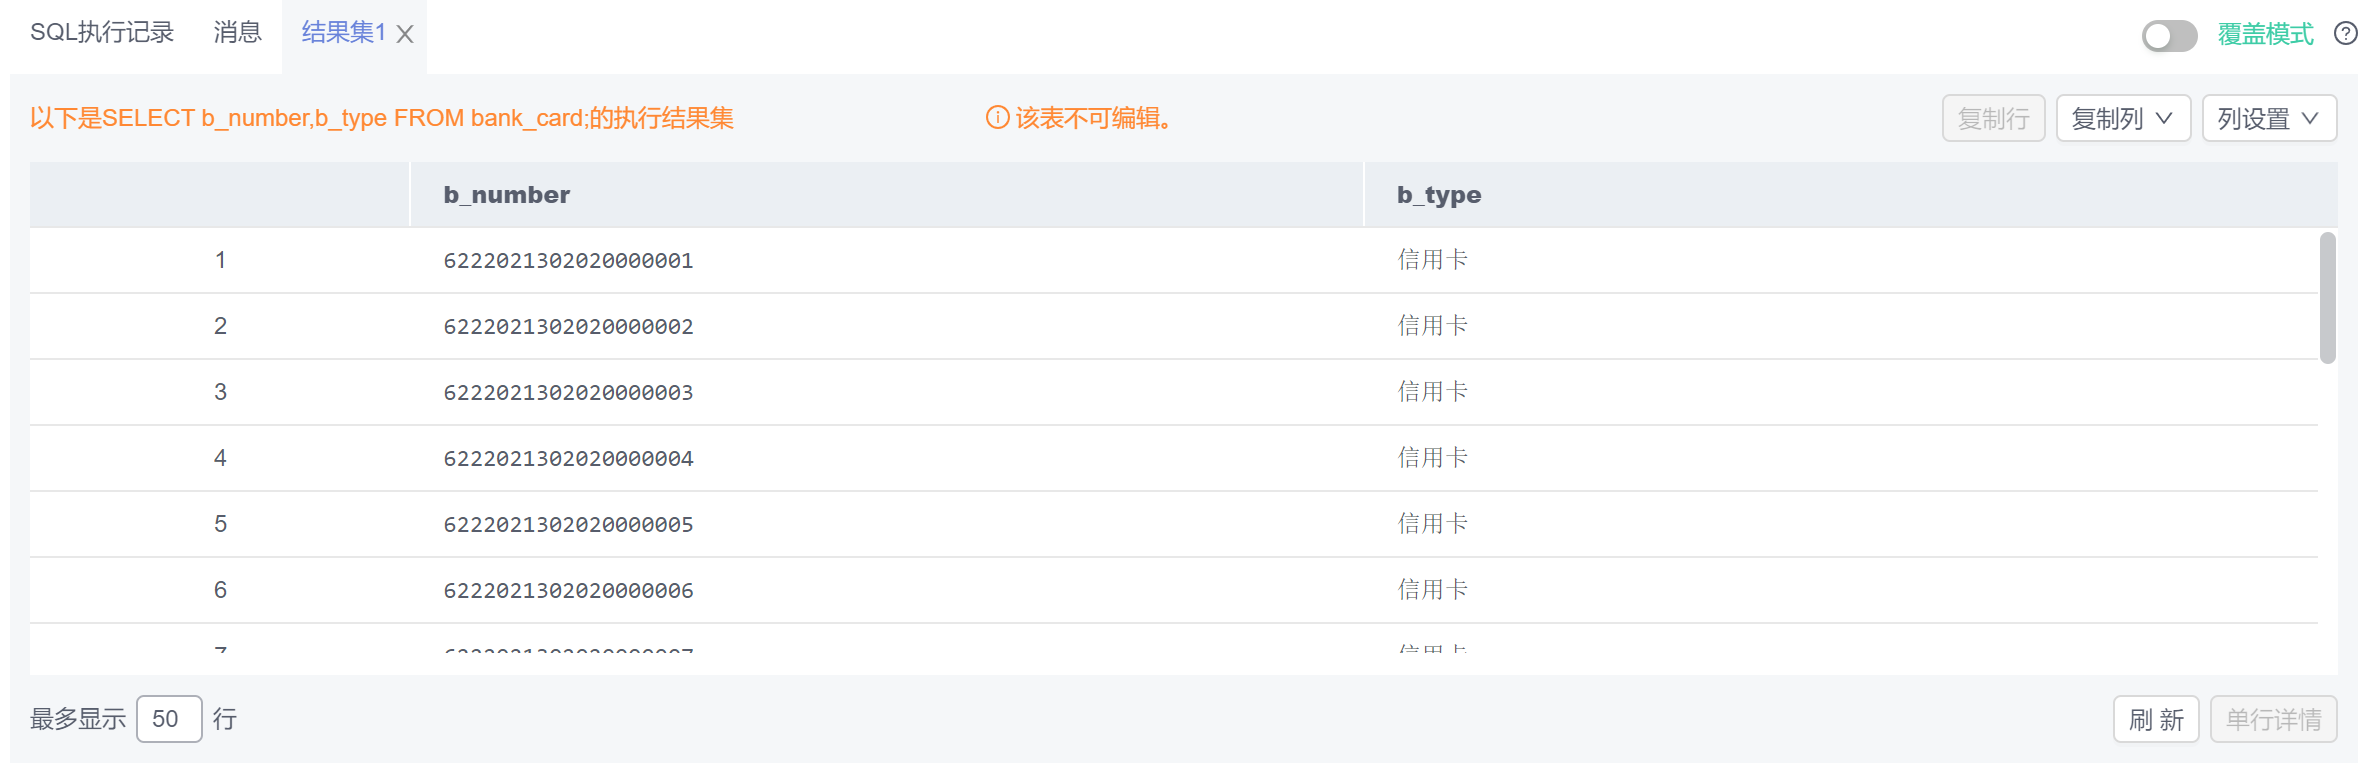 SQL执行记录 消息 结果集1 X 覆盖模式 ?
以下是SELECT b_number,b_type FROM bank_card;的执行结果集 该表不可编辑。 复制行 复制列 列设置
b_number b_type
1 6222021302020000001 信用卡
2 6222021302020000002 信用卡
3 6222021302020000003 信用卡
4 6222021302020000004 信用卡
5 6222021302020000005 信用卡
6 6222021302020000006 信用卡
7 6222021302020000007 信用卡
最多显示 50 行 刷 新 单行详情